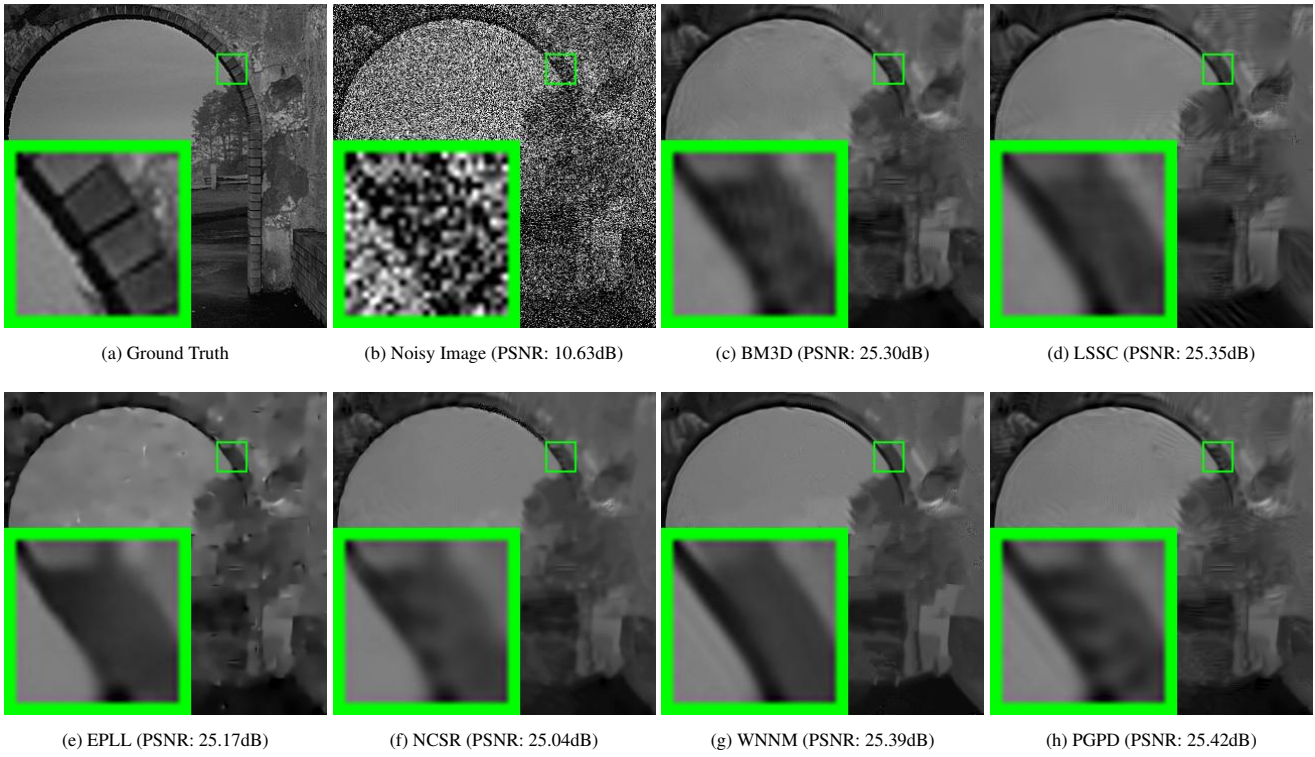 (a) Ground Truth
(b) Noisy Image (PSNR: 10.63dB)
(c) BM3D (PSNR: 25.30dB)
(d) LSSC (PSNR: 25.35dB)
(e) EPLL (PSNR: 25.17dB)
(f) NCSR (PSNR: 25.04dB)
(g) WNNM (PSNR: 25.39dB)
(h) PGPD (PSNR: 25.42dB)